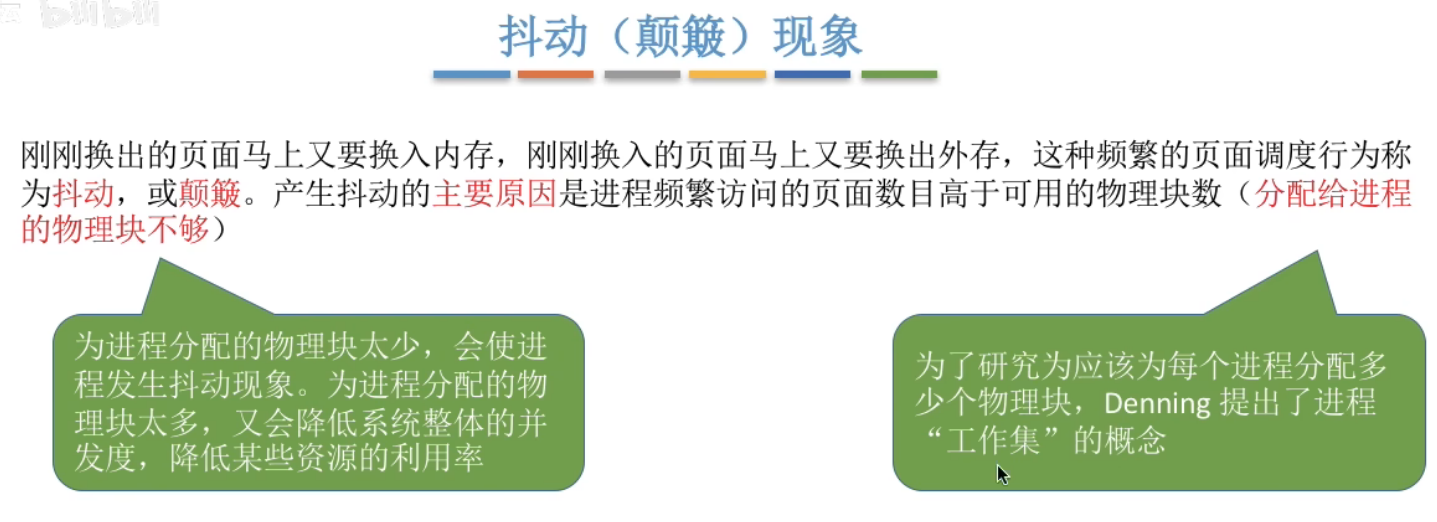 bilibili
抖动（颠簸）现象
刚刚换出的页面马上又要换入内存，刚刚换入的页面马上又要换出外存，这种频繁的页面调度行为称
为抖动，或颠簸。产生抖动的主要原因是进程频繁访问的页面数目高于可用的物理块数（分配给进程
的物理块不够）
为进程分配的物理块太少，会使进
程发生抖动现象。为进程分配的物
理块太多，又会降低系统整体的并
发度，降低某些资源的利用率
为了研究为应该为每个进程分配多
少个物理块，Denning 提出了进程
“工作集”的概念